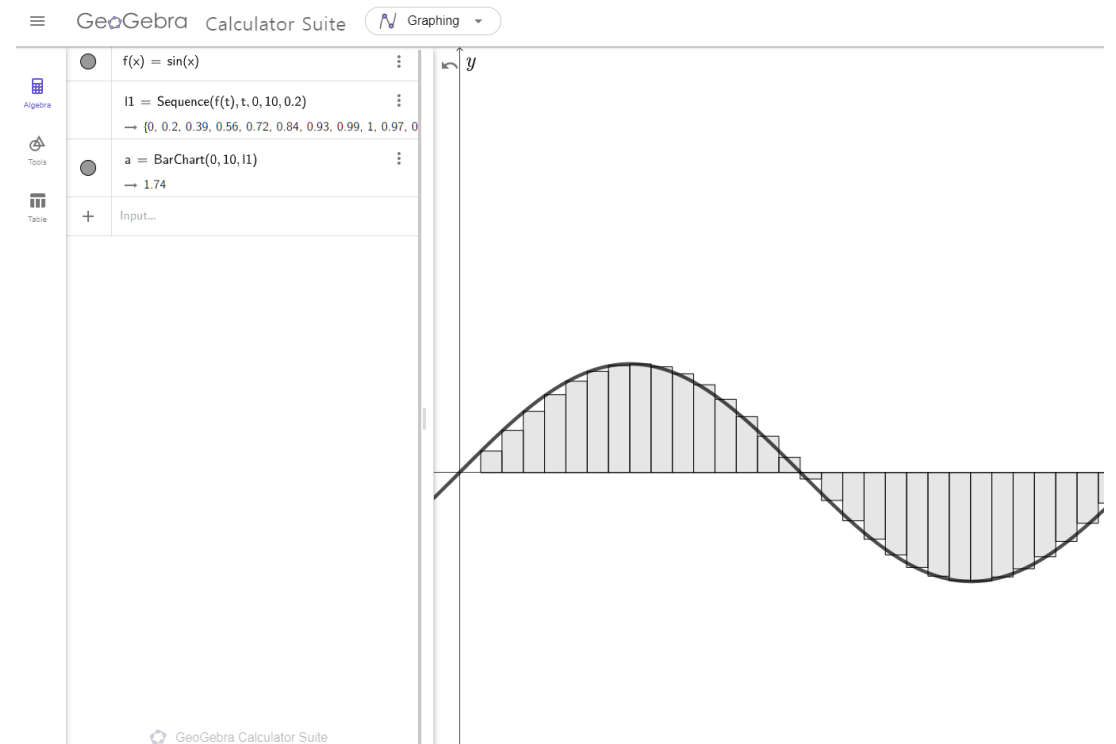 GeoGebra Calculator Suite Graphing
f(x) = sin(x)
Algebra
l1 = Sequence(f(t), t, 0, 10, 0.2)
→ {0, 0.2, 0.39, 0.56, 0.72, 0.84, 0.93, 0.99, 1, 0.97, 0
Tools
a = BarChart(0, 10, l1)
→ 1.74
Table
+ Input...
y
GeoGebra Calculator Suite